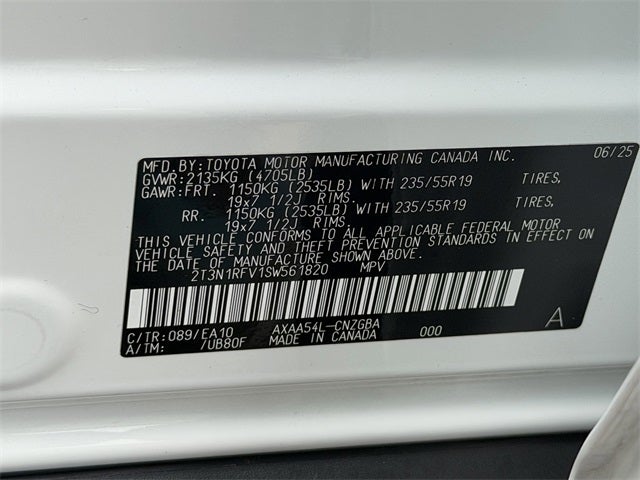 MFD. BY: TOYOTA MOTOR MANUFACTURING CANADA INC. 06/25
GVWR: 2135KG (4705LB)
GAWR: FRT. 1150KG (2535LB) WITH 235/55R19 TIRES,
19x7 1/2J RIMS.
RR. 1150KG (2535LB) WITH 235/55R19 TIRES,
19x7 1/2J RIMS.
THIS VEHICLE CONFORMS TO ALL APPLICABLE FEDERAL MOTOR
VEHICLE SAFETY AND THEFT PREVENTION STANDARDS IN EFFECT ON
THE DATE OF MANUFACTURE SHOWN ABOVE.
2T3N1RFV1SW561820 MPV
C/TR: 089/EA10 AXAA54L-CNZGBA 000 A
A/TM: /UB80F MADE IN CANADA